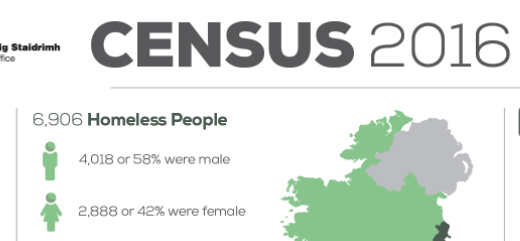 ig Staidrimh
ffice
CENSUS 2016
6,906 Homeless People
4,018 or 58% were male
2,888 or 42% were female